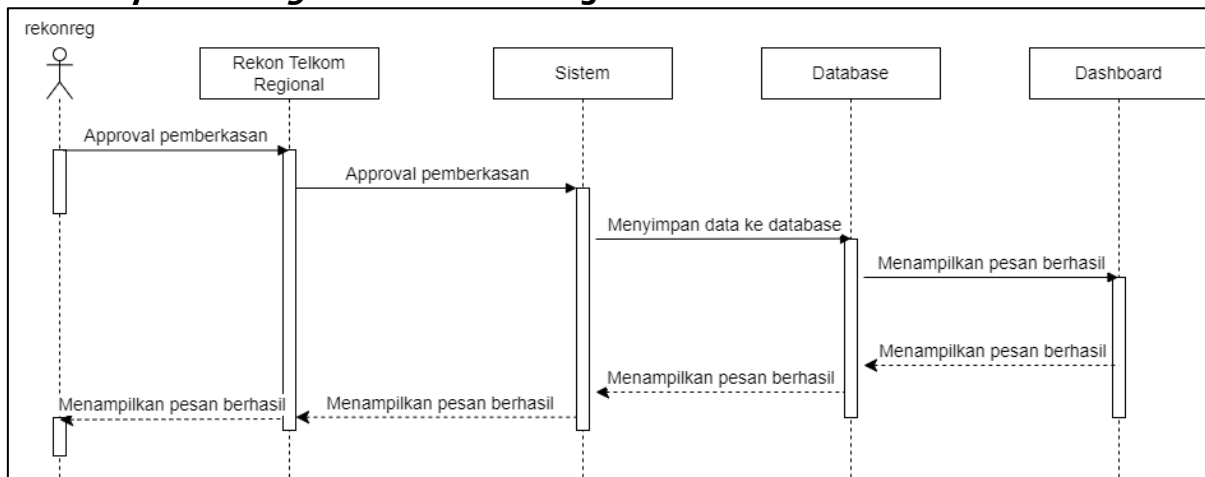 rekonreg
Rekon Telkom
Regional
Sistem
Database
Dashboard
Approval pemberkasan
Approval pemberkasan
Menyimpan data ke database
Menampilkan pesan berhasil
Menampilkan pesan berhasil
Menampilkan pesan berhasil
Menampilkan pesan berhasil
Menampilkan pesan berhasil